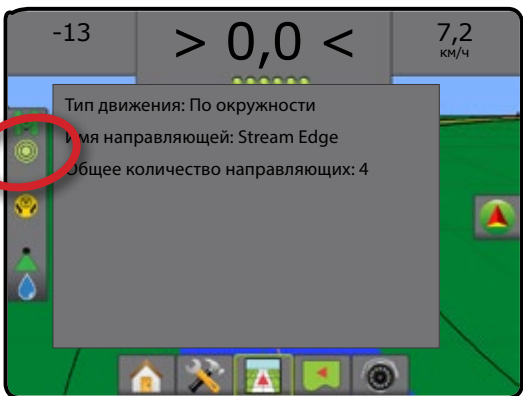 -13
> 0,0 <
7,2
км/ч
Тип движения: По окружности
Имя направляющей: Stream Edge
Общее количество направляющих: 4